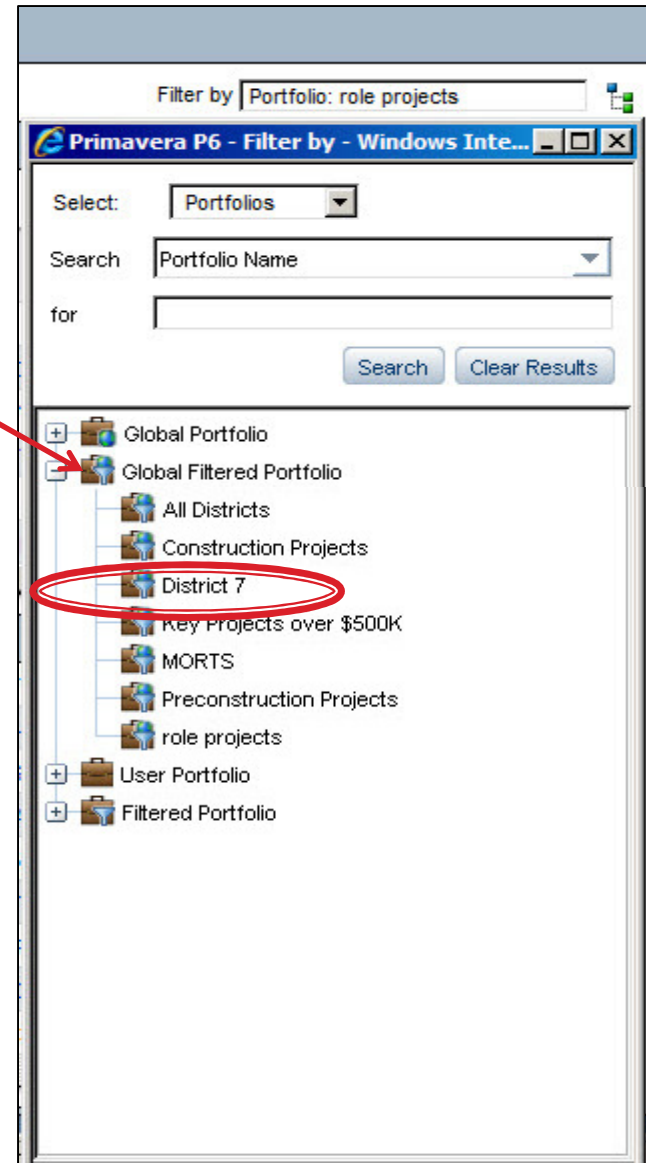 Filter by Portfolio: role projects
Primavera P6 - Filter by - Windows Inte...
Select: Portfolios
Search Portfolio Name
for
Search Clear Results
Global Portfolio
Global Filtered Portfolio
All Districts
Construction Projects
District 7
Key Projects over $500K
MORTS
Preconstruction Projects
role projects
User Portfolio
Filtered Portfolio